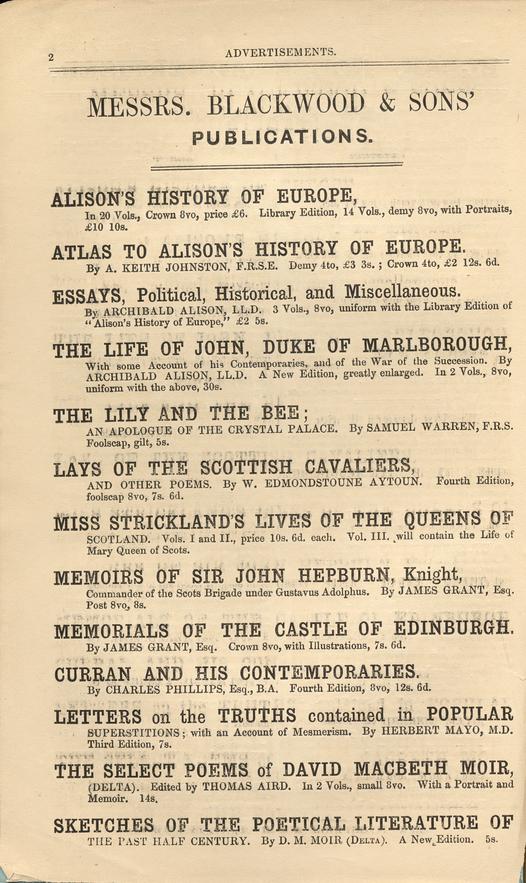 2
ADVERTISEMENTS.
MESSRS. BLACKWOOD & SONS'
PUBLICATIONS.
ALISON'S HISTORY OF EUROPE,
In 20 Vols., Crown 8vo, price £6. Library Edition, 14 Vols., demy 8vo, with Portraits,
£10 10s.
ATLAS TO ALISON'S HISTORY OF EUROPE.
By A. KEITH JOHNSTON, F.R.S.E. Demy 4to, £3 3s.; Crown 4to, £2 12s. 6d.
ESSAYS, Political, Historical, and Miscellaneous.
By ARCHIBALD ALISON, LL.D. 3 Vols., 8vo, uniform with the Library Edition of
"Alison's History of Europe," £2 5s.
THE LIFE OF JOHN, DUKE OF MARLBOROUGH,
With some Account of his Contemporaries, and of the War of the Succession. By
ARCHIBALD ALISON, LL.D. A New Edition, greatly enlarged. In 2 Vols., 8vo,
uniform with the above, 30s.
THE LILY AND THE BEE;
AN APOLOGUE OF THE CRYSTAL PALACE. By SAMUEL WARREN, F.R.S.
Foolscap, gilt, 5s.
LAYS OF THE SCOTTISH CAVALIERS,
AND OTHER POEMS. By W. EDMONDSTOUNE AYTOUN. Fourth Edition,
foolscap 8vo, 7s. 6d.
MISS STRICKLAND'S LIVES OF THE QUEENS OF
SCOTLAND. Vols. I and II., price 10s. 6d. each. Vol. III. will contain the Life of
Mary Queen of Scots.
MEMOIRS OF SIR JOHN HEPBURN, Knight,
Commander of the Scots Brigade under Gustavus Adolphus. By JAMES GRANT, Esq.
Post 8vo, 8s.
MEMORIALS OF THE CASTLE OF EDINBURGH.
By JAMES GRANT, Esq. Crown 8vo, with Illustrations, 7s. 6d.
CURRAN AND HIS CONTEMPORARIES.
By CHARLES PHILLIPS, Esq., B.A. Fourth Edition, 8vo, 12s. 6d.
LETTERS on the TRUTHS contained in POPULAR
SUPERSTITIONS; with an Account of Mesmerism. By HERBERT MAYO, M.D.
Third Edition, 7s.
THE SELECT POEMS of DAVID MACBETH MOIR,
(DELTA). Edited by THOMAS AIRD. In 2 Vols., small 8vo. With a Portrait and
Memoir. 14s.
SKETCHES OF THE POETICAL LITERATURE OF
THE PAST HALF CENTURY. By D. M. MOIR (DELTA). A New Edition. 5s.